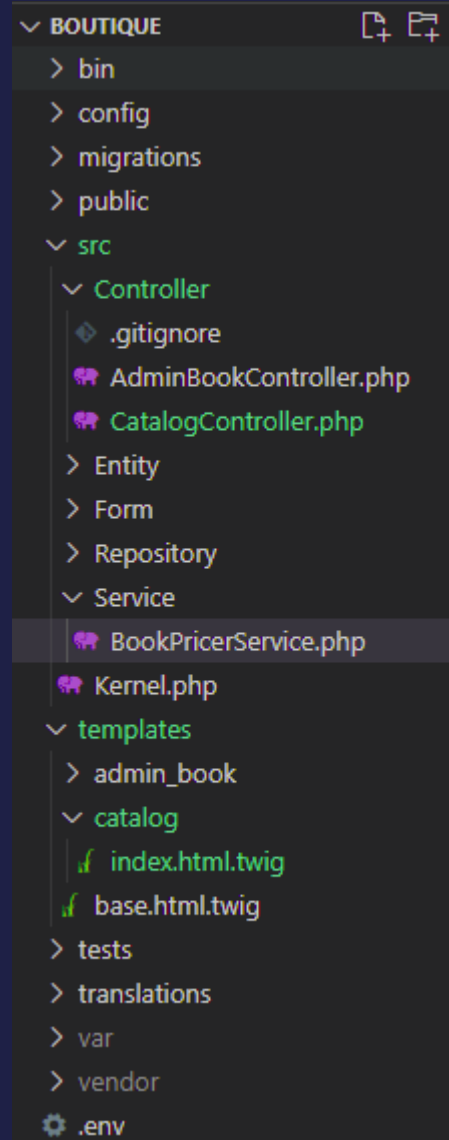 BOUTIQUE
bin
config
migrations
public
src
Controller
.gitignore
AdminBookController.php
CatalogController.php
Entity
Form
Repository
Service
BookPricerService.php
Kernel.php
templates
admin_book
catalog
index.html.twig
base.html.twig
tests
translations
var
vendor
.env